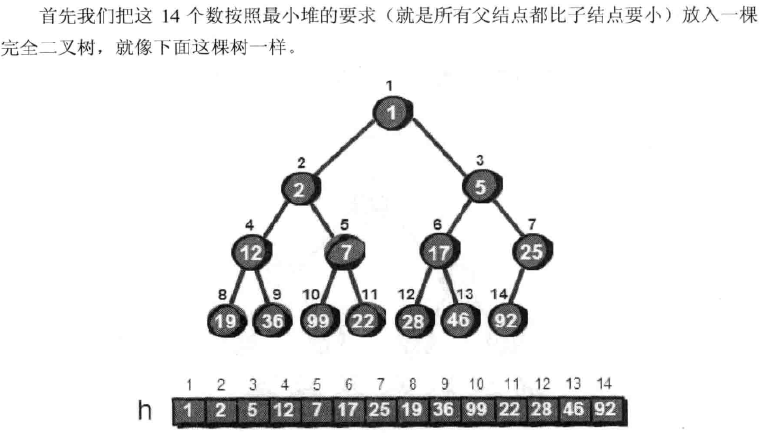 首先我们把这 14 个数按照最小堆的要求（就是所有父结点都比子结点要小）放入一棵
完全二叉树，就像下面这棵树一样。
1
1
2 3
2 5
4 5 6 7
12 7 17 25
8 9 10 11 12 13 14
19 36 99 22 28 46 92
1 2 3 4 5 6 7 8 9 10 11 12 13 14
h 1 2 5 12 7 17 25 19 36 99 22 28 46 92